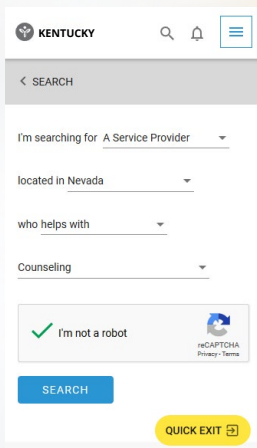 KENTUCKY
< SEARCH
I'm searching for A Service Provider
located in Nevada
who helps with
Counseling
I'm not a robot
reCAPTCHA
Privacy - Terms
SEARCH
QUICK EXIT